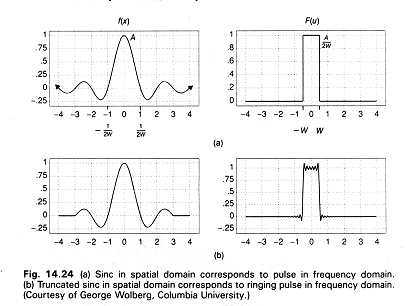 f(x) F(u)
1 A 1 A/2W
.75 .8
.5 .6
.25 .4
0 .2
-.25 0
-4 -3 -2 -1 0 1 2 3 4 -4 -3 -2 -1 0 1 2 3 4
- 1/2W 1/2W -W W
(a)
1 1
.75 .75
.5 .5
.25 .25
0 0
-.25 -.25
-4 -3 -2 -1 0 1 2 3 4 -4 -3 -2 -1 0 1 2 3 4
(b)
Fig. 14.24 (a) Sinc in spatial domain corresponds to pulse in frequency domain.
(b) Truncated sinc in spatial domain corresponds to ringing pulse in frequency domain.
(Courtesy of George Wolberg, Columbia University.)